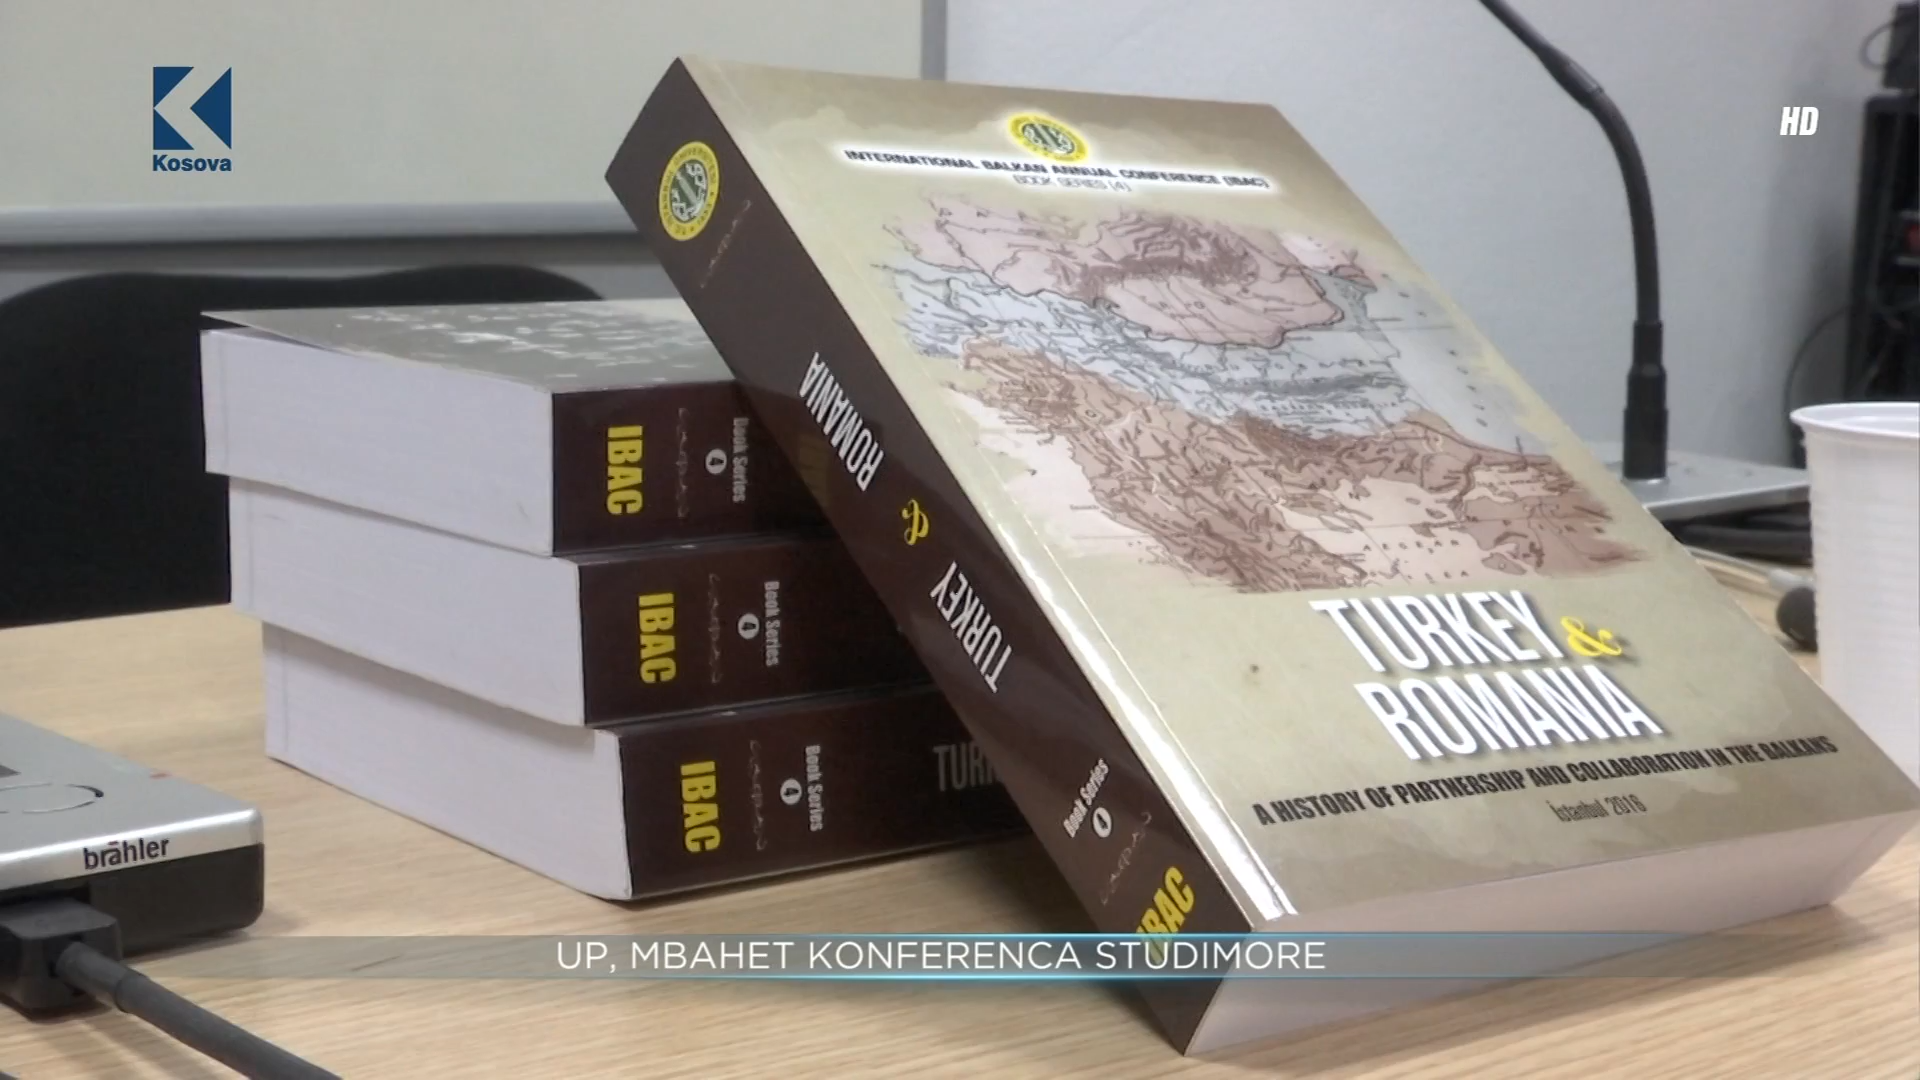 Kosova
HD
INTERNATIONAL BALKAN ANNUAL CONFERENCE (IBAC)
BOOK SERIES (4)
TURKEY &
ROMANIA
A HISTORY OF PARTNERSHIP AND COLLABORATION IN THE BALKANS
İstanbul 2016
ROMANIA
&
TURKEY
Book Series
4
IBAC
Book Series
4
IBAC
Book Series
4
IBAC
Book Series
4
IBAC
brähler
UP, MBAHET KONFERENCA STUDIMORE